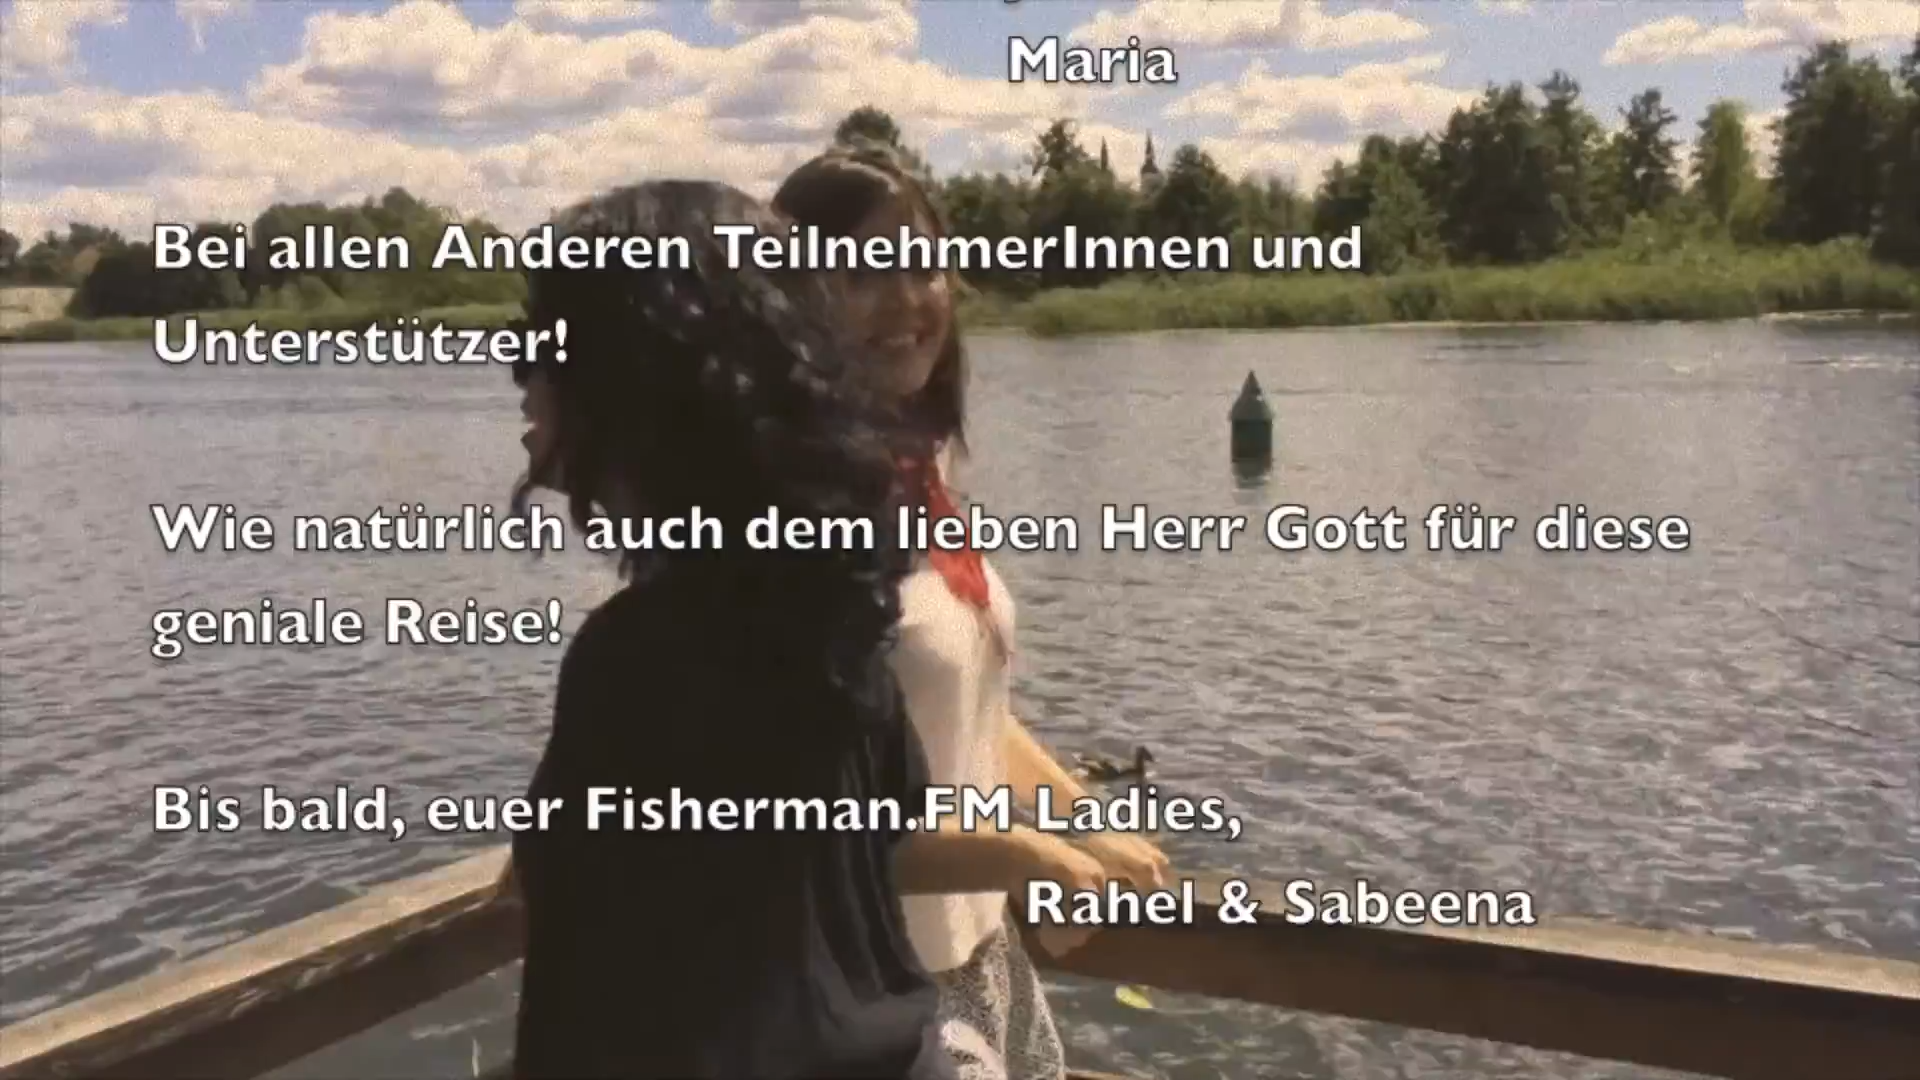 Maria
Bei allen Anderen TeilnehmerInnen und
Unterstützer!
Wie natürlich auch dem lieben Herr Gott für diese
geniale Reise!
Bis bald, euer Fisherman.FM Ladies,
Rahel & Sabeena